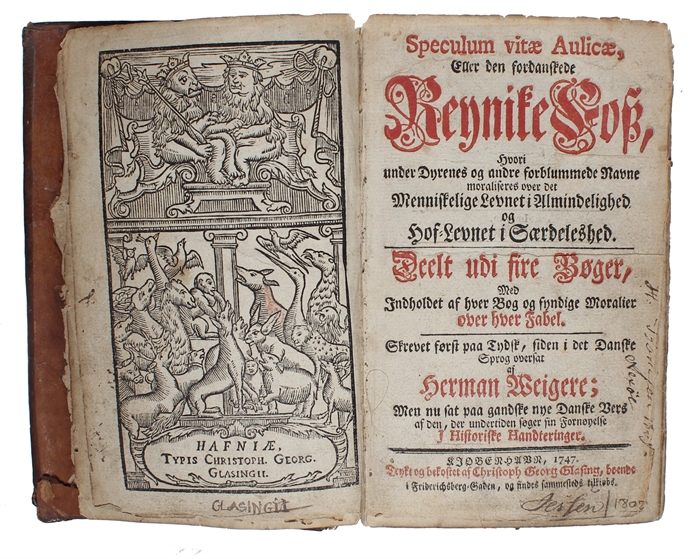 HAFNIÆ,
TYPIS CHRISTOPH. GEORG.
GLASINGII.
GLASINGII
Speculum vitæ Aulicæ,
Eller den fordanskede
Reynike Foß,
Hvori
under Dyrenes og andre forblummede Navne
moraliseres over det
Menniskelige Levnet i Almindelighed
og
Hof-Levnet i Særdeleshed.
Deelt udi fire Bøger,
Med
Indholdet af hver Bog og syndige Moralier
over hver Fabel.
Skrevet først paa Tydsk, siden i det Danske
Sprog oversat
af
Herman Weigere;
Men nu sat paa gandske nye Danske Vers
af den, der undertiden søger sin Fornøyelse
J Historiske Handteringer.
KIØBENHAVN, 1747.
Trykt og bekostet af Christoph Georg Glasing, boende
i Friderichsberg-Gaden, og findes sammesteds tilkiøbs.
Jessen
1803